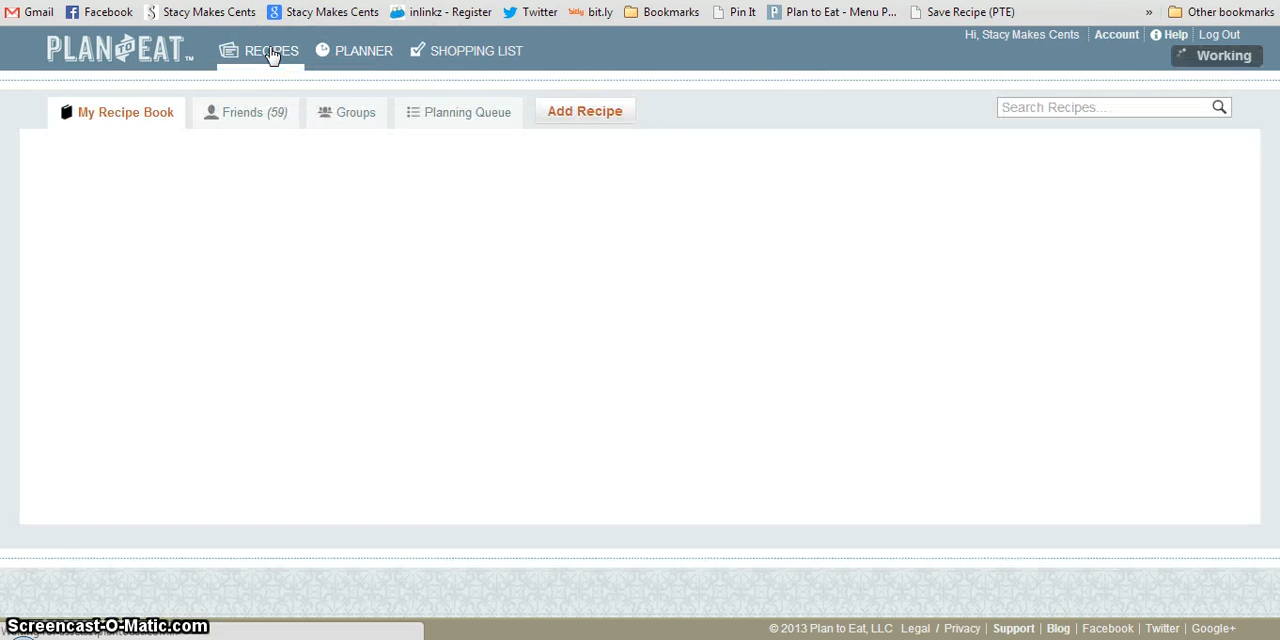 Gmail Facebook Stacy Makes Cents Stacy Makes Cents inlinkz - Register Twitter bitly bit.ly Bookmarks Pin It Plan to Eat - Menu P... Save Recipe (PTE) » Other bookmarks
PLAN TO EAT™ RECIPES PLANNER SHOPPING LIST
Hi, Stacy Makes Cents Account Help Log Out
Working
My Recipe Book Friends (59) Groups Planning Queue Add Recipe Search Recipes...
Screencast-O-Matic.com
© 2013 Plan to Eat, LLC Legal / Privacy Support Blog Facebook Twitter Google+